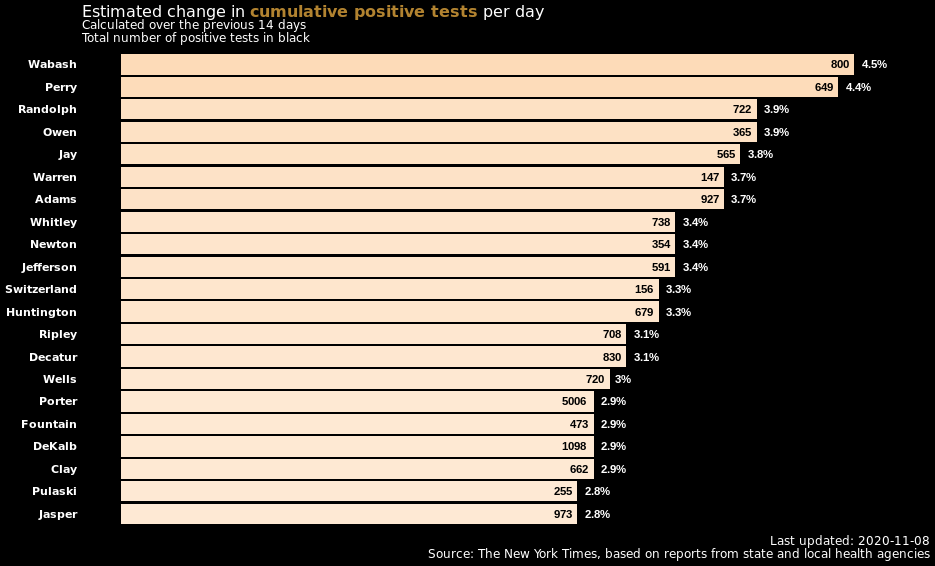 Estimated change in cumulative positive tests per day
Calculated over the previous 14 days
Total number of positive tests in black
Wabash 800 4.5%
Perry 649 4.4%
Randolph 722 3.9%
Owen 365 3.9%
Jay 565 3.8%
Warren 147 3.7%
Adams 927 3.7%
Whitley 738 3.4%
Newton 354 3.4%
Jefferson 591 3.4%
Switzerland 156 3.3%
Huntington 679 3.3%
Ripley 708 3.1%
Decatur 830 3.1%
Wells 720 3%
Porter 5006 2.9%
Fountain 473 2.9%
DeKalb 1098 2.9%
Clay 662 2.9%
Pulaski 255 2.8%
Jasper 973 2.8%
Last updated: 2020-11-08
Source: The New York Times, based on reports from state and local health agencies